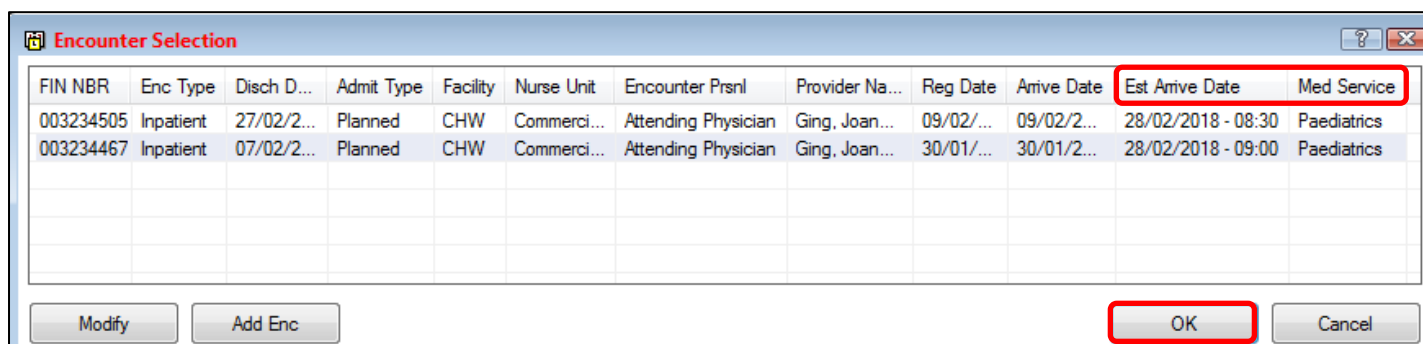 Encounter Selection
FIN NBR Enc Type Disch D... Admit Type Facility Nurse Unit Encounter Prsnl Provider Na... Reg Date Arrive Date Est Arrive Date Med Service
003234505 Inpatient 27/02/2... Planned CHW Commerci... Attending Physician Ging, Joan... 09/02/... 09/02/2... 28/02/2018 - 08:30 Paediatrics
003234467 Inpatient 07/02/2... Planned CHW Commerci... Attending Physician Ging, Joan... 30/01/... 30/01/2... 28/02/2018 - 09:00 Paediatrics
Modify Add Enc OK Cancel